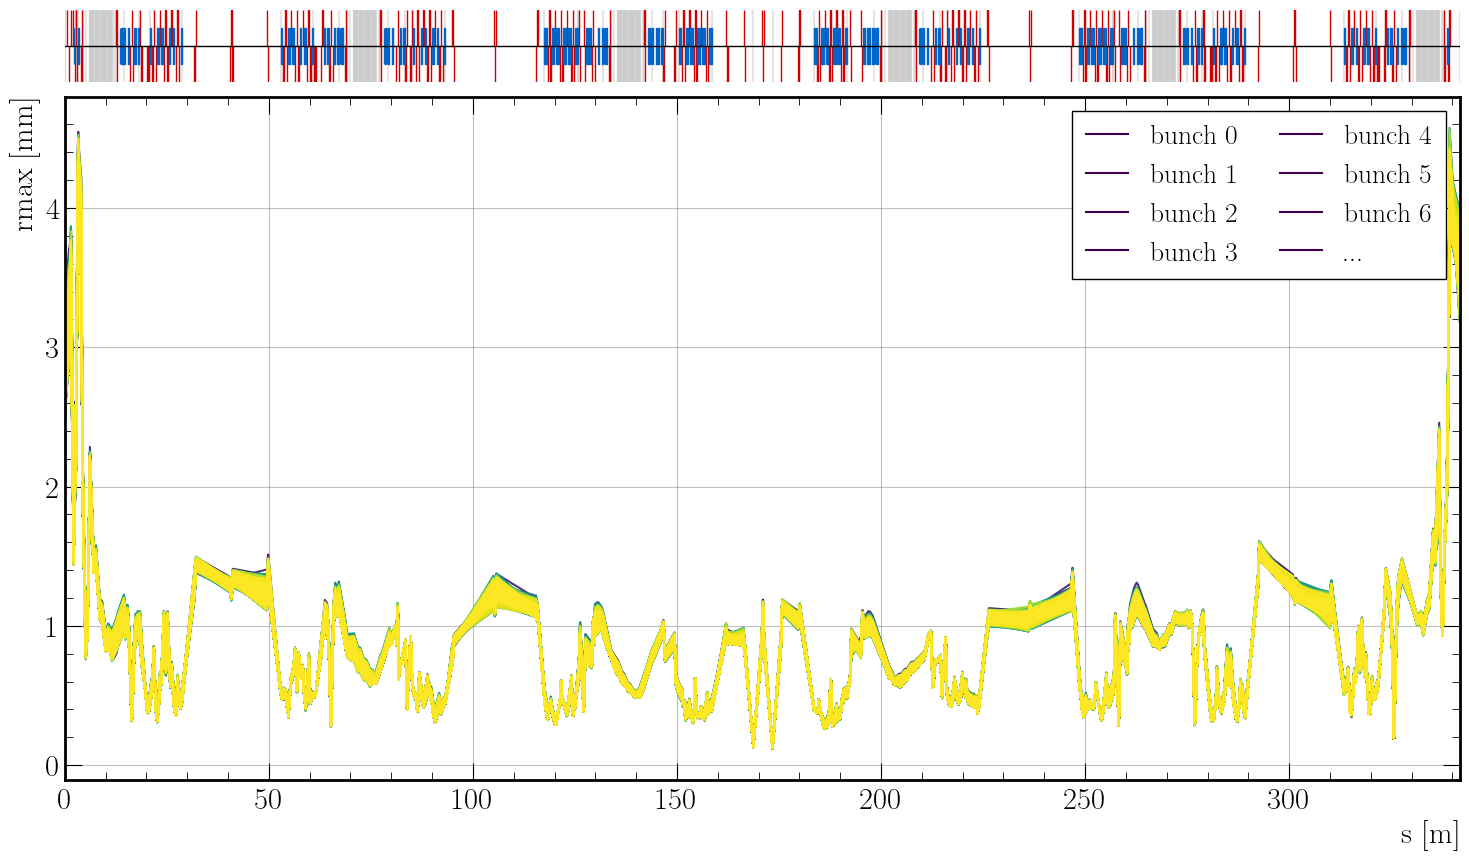 rmax [mm]
bunch 0
bunch 1
bunch 2
bunch 3
bunch 4
bunch 5
bunch 6
...
4
3
2
1
0
0 50 100 150 200 250 300
s [m]